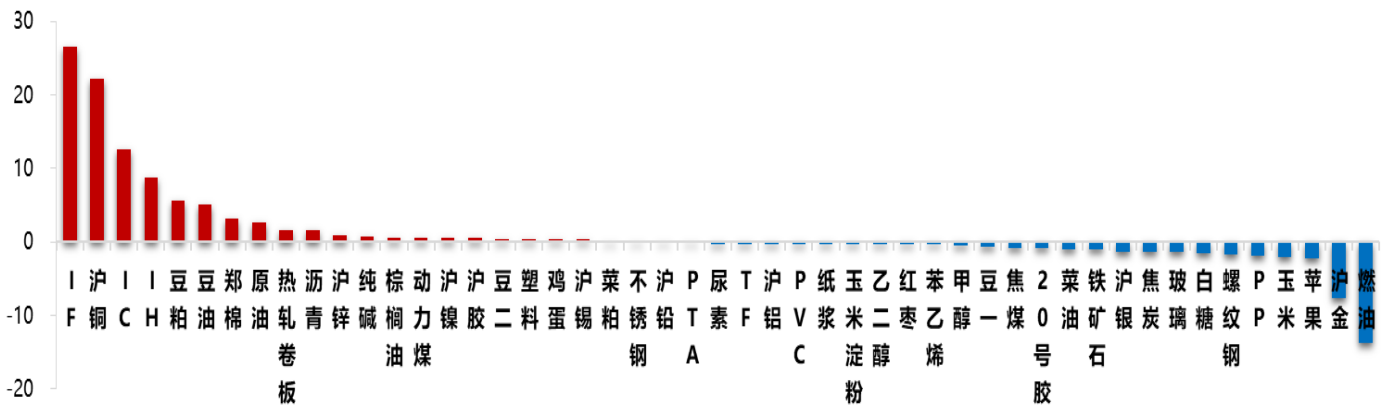 30
20
10
0
-10
-20
IF
沪铜
IC
IH
豆粕
豆油
郑棉
原油
热轧卷板
沥青
沪锌
纯碱
棕榈油
动力煤
沪镍
沪胶
豆二
塑料
鸡蛋
沪锡
菜粕
不锈钢
沪铅
PTA
尿素
TF
沪铝
PVC
纸浆
玉米淀粉
乙二醇
红枣
苯乙烯
甲醇
豆一
焦煤
20号胶
菜油
铁矿石
沪银
焦炭
玻璃
白糖
螺纹钢
PP
玉米
苹果
沪金
燃油